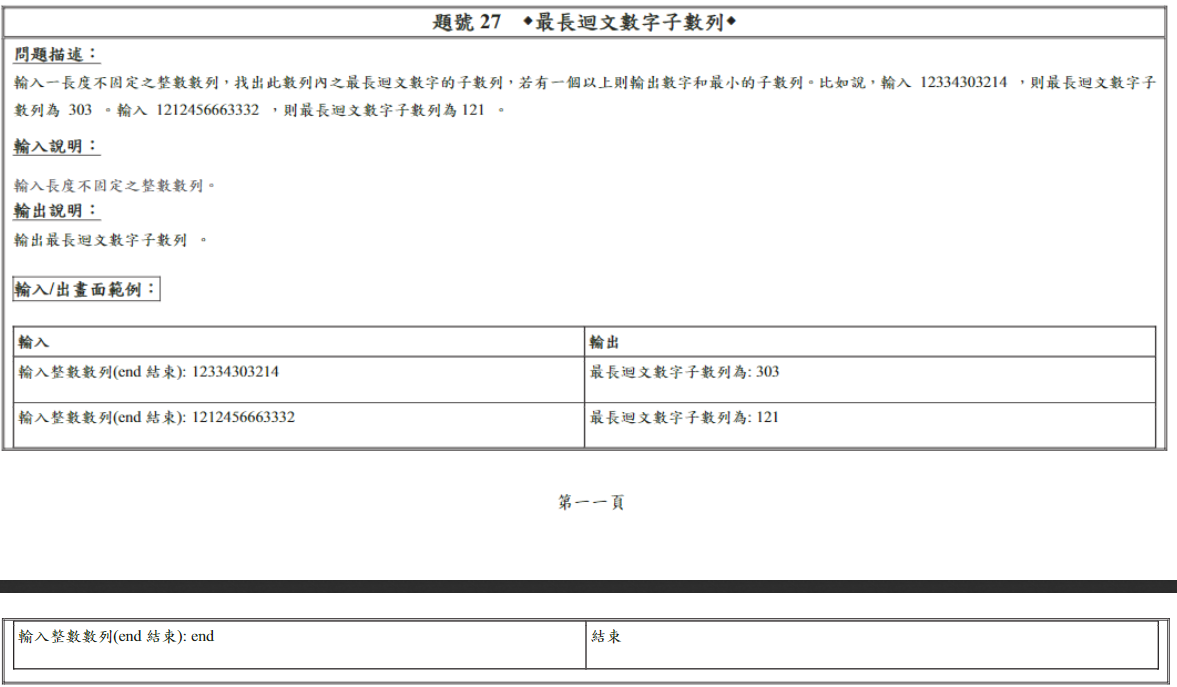 題號 27 ◆最長迴文數字子數列◆
問題描述：
輸入一長度不固定之整數數列，找出此數列內之最長迴文數字的子數列，若有一個以上則輸出數字和最小的子數列。比如說，輸入 12334303214 ，則最長迴文數字子
數列為 303 。輸入 1212456663332 ，則最長迴文數字子數列為 121 。
輸入說明：
輸入長度不固定之整數數列。
輸出說明：
輸出最長迴文數字子數列 。
輸入/出畫面範例：
輸入 輸出
輸入整數數列(end 結束): 12334303214 最長迴文數字子數列為: 303
輸入整數數列(end 結束): 1212456663332 最長迴文數字子數列為: 121
第一一頁
輸入整數數列(end 結束): end 結束